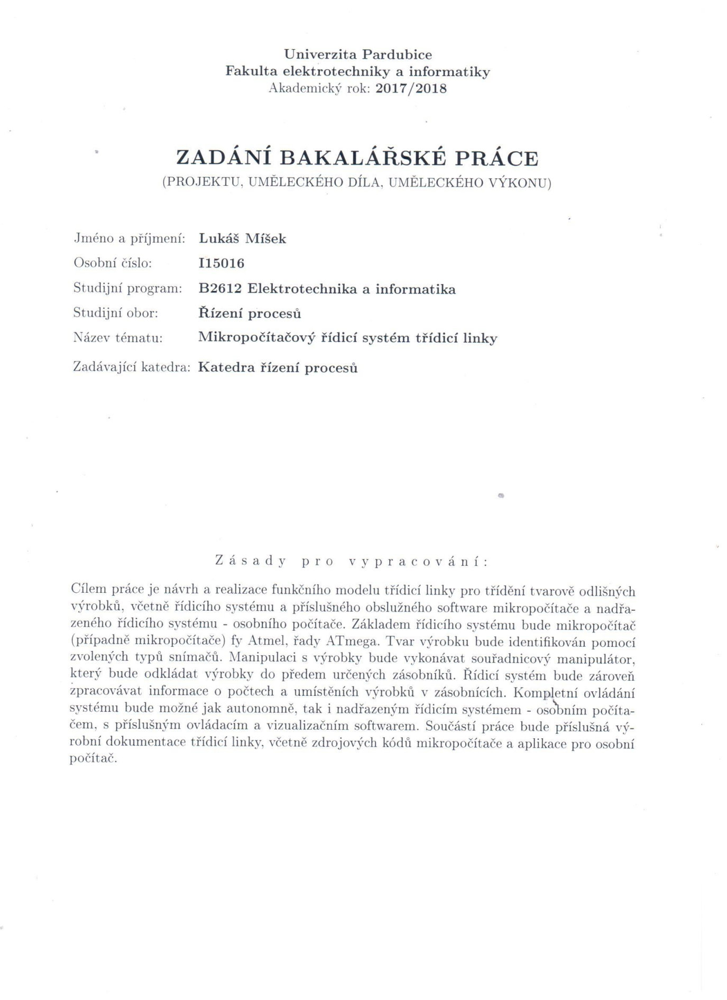 Univerzita Pardubice
Fakulta elektrotechniky a informatiky
Akademický rok: 2017/2018
ZADÁNÍ BAKALÁŘSKÉ PRÁCE
(PROJEKTU, UMĚLECKÉHO DÍLA, UMĚLECKÉHO VÝKONU)
Jméno a příjmení: Lukáš Míšek
Osobní číslo: I15016
Studijní program: B2612 Elektrotechnika a informatika
Studijní obor: Řízení procesů
Název tématu: Mikropočítačový řídicí systém třídicí linky
Zadávající katedra: Katedra řízení procesů
Zásady pro vypracování:
Cílem práce je návrh a realizace funkčního modelu třídicí linky pro třídění tvarově odlišných
výrobků, včetně řídicího systému a příslušného obslužného software mikropočítače a nadřa-
zeného řídicího systému - osobního počítače. Základem řídicího systému bude mikropočítač
(případně mikropočítače) fy Atmel, řady ATmega. Tvar výrobku bude identifikován pomocí
zvolených typů snímačů. Manipulaci s výrobky bude vykonávat souřadnicový manipulátor,
který bude odkládat výrobky do předem určených zásobníků. Řídicí systém bude zároveň
zpracovávat informace o počtech a umístěních výrobků v zásobnících. Kompletní ovládání
systému bude možné jak autonomně, tak i nadřazeným řídicím systémem - osobním počíta-
čem, s příslušným ovládacím a vizualizačním softwarem. Součástí práce bude příslušná vý-
robní dokumentace třídicí linky, včetně zdrojových kódů mikropočítače a aplikace pro osobní
počítač.